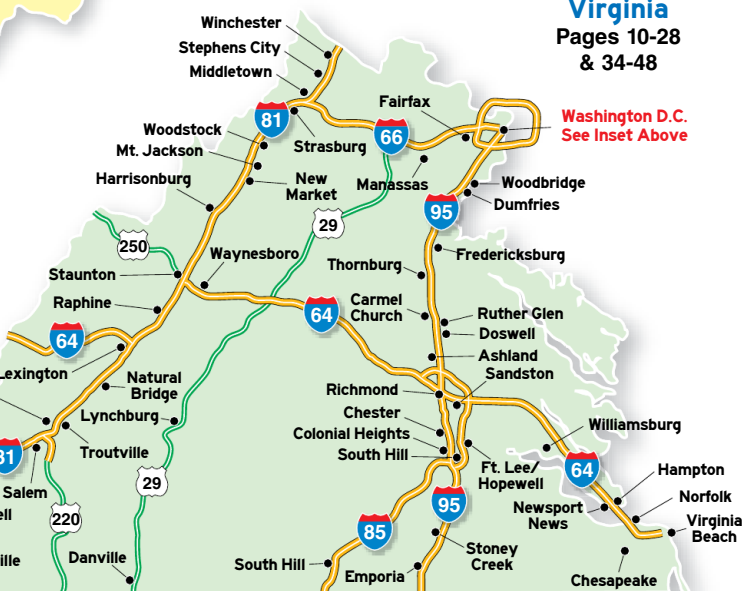 Virginia
Pages 10-28
& 34-48
Winchester
Stephens City
Middletown
Fairfax
81
66
Washington D.C.
See Inset Above
Woodstock
Strasburg
Mt. Jackson
Harrisonburg
New
Market
Manassas
Woodbridge
Dumfries
95
29
250
Waynesboro
Fredericksburg
Staunton
Thornburg
Raphine
64
Carmel
Church
Ruther Glen
Doswell
64
Ashland
Lexington
Sandston
Natural
Bridge
Richmond
Lynchburg
Chester
Colonial Heights
South Hill
Williamsburg
Troutville
81
Salem
Ft. Lee/
Hopewell
64
Hampton
29
95
Newsport
News
Norfolk
ell
220
85
Virginia
Beach
ille
Danville
South Hill
Stoney
Creek
Emporia
Chesapeake